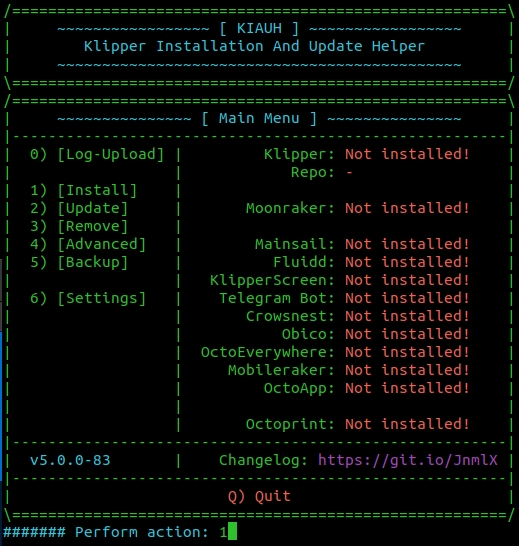 /=======================================================\
|     ~~~~~~~~~~~~~~~~~ [ KIAUH ] ~~~~~~~~~~~~~~~~~     |
|        Klipper Installation And Update Helper         |
|     ~~~~~~~~~~~~~~~~~~~~~~~~~~~~~~~~~~~~~~~~~~~~~     |
\=======================================================/
/=======================================================\
|     ~~~~~~~~~~~~~~~ [ Main Menu ] ~~~~~~~~~~~~~~~     |
|-------------------------------------------------------|
|  0) [Log-Upload] |         Klipper: Not installed!    |
|                  |            Repo: -                 |
|  1) [Install]    |                                    |
|  2) [Update]     |       Moonraker: Not installed!    |
|  3) [Remove]     |                                    |
|  4) [Advanced]   |        Mainsail: Not installed!    |
|  5) [Backup]     |          Fluidd: Not installed!    |
|                  |   KlipperScreen: Not installed!    |
|  6) [Settings]   |    Telegram Bot: Not installed!    |
|                  |       Crowsnest: Not installed!    |
|                  |           Obico: Not installed!    |
|                  |  OctoEverywhere: Not installed!    |
|                  |     Mobileraker: Not installed!    |
|                  |         OctoApp: Not installed!    |
|                  |                                    |
|                  |       Octoprint: Not installed!    |
|-------------------------------------------------------|
|  v5.0.0-83       |    Changelog: https://git.io/JnmlX |
|-------------------------------------------------------|
|                        Q) Quit                        |
\=======================================================/
####### Perform action: 1